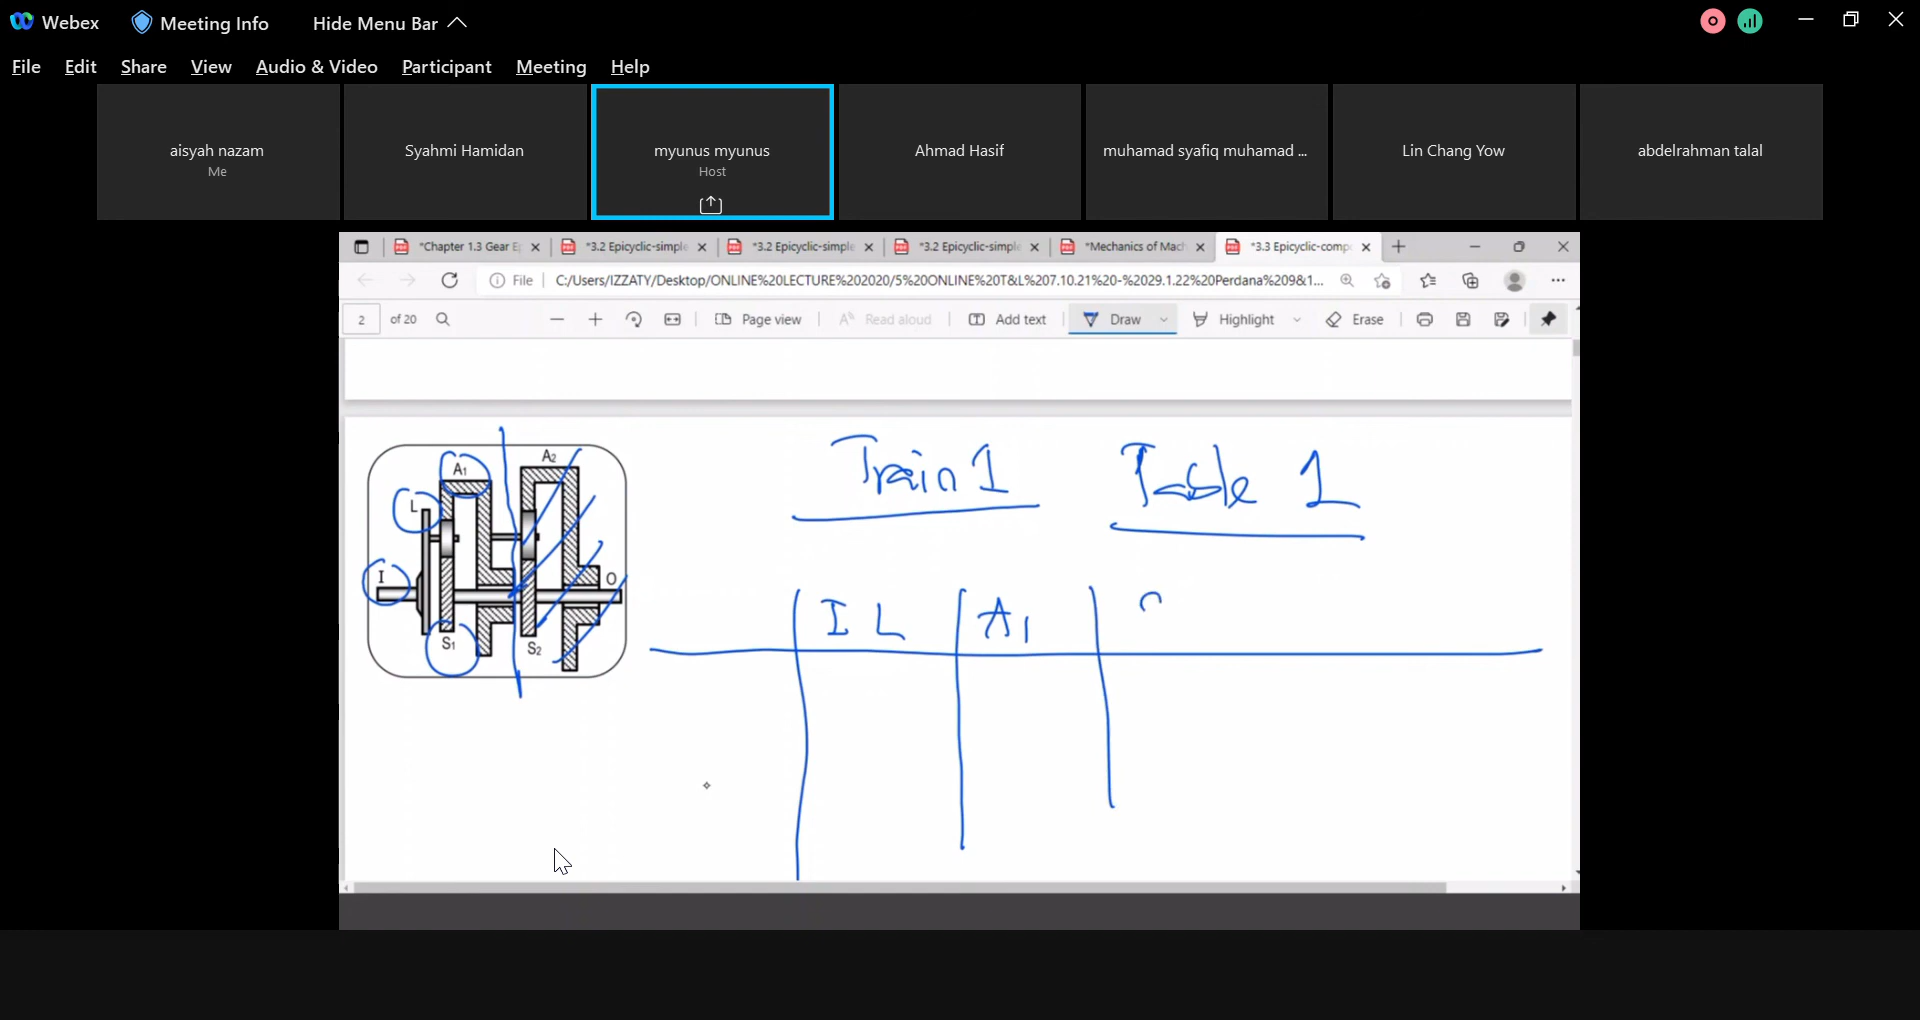 Webex Meeting Info Hide Menu Bar
File Edit Share View Audio & Video Participant Meeting Help
aisyah nazam
Me
Syahmi Hamidan
myunus myunus
Host
Ahmad Hasif
muhamad syafiq muhamad ...
Lin Chang Yow
abdelrahman talal
*Chapter 1.3 Gear Ep *3.2 Epicyclic-simple *3.2 Epicyclic-simple *3.2 Epicyclic-simple *Mechanics of Mach *3.3 Epicyclic-comp
File C:/Users/IZZATY/Desktop/ONLINE%20LECTURE%202020/5%20ONLINE%20T&L%207.10.21%20-%2029.1.22%20Perdana%209&1...
2 of 20 Page view Read aloud Add text Draw Highlight Erase
A1 A2
L
I O
S1 S2
Train 1 Table 1
I L A1